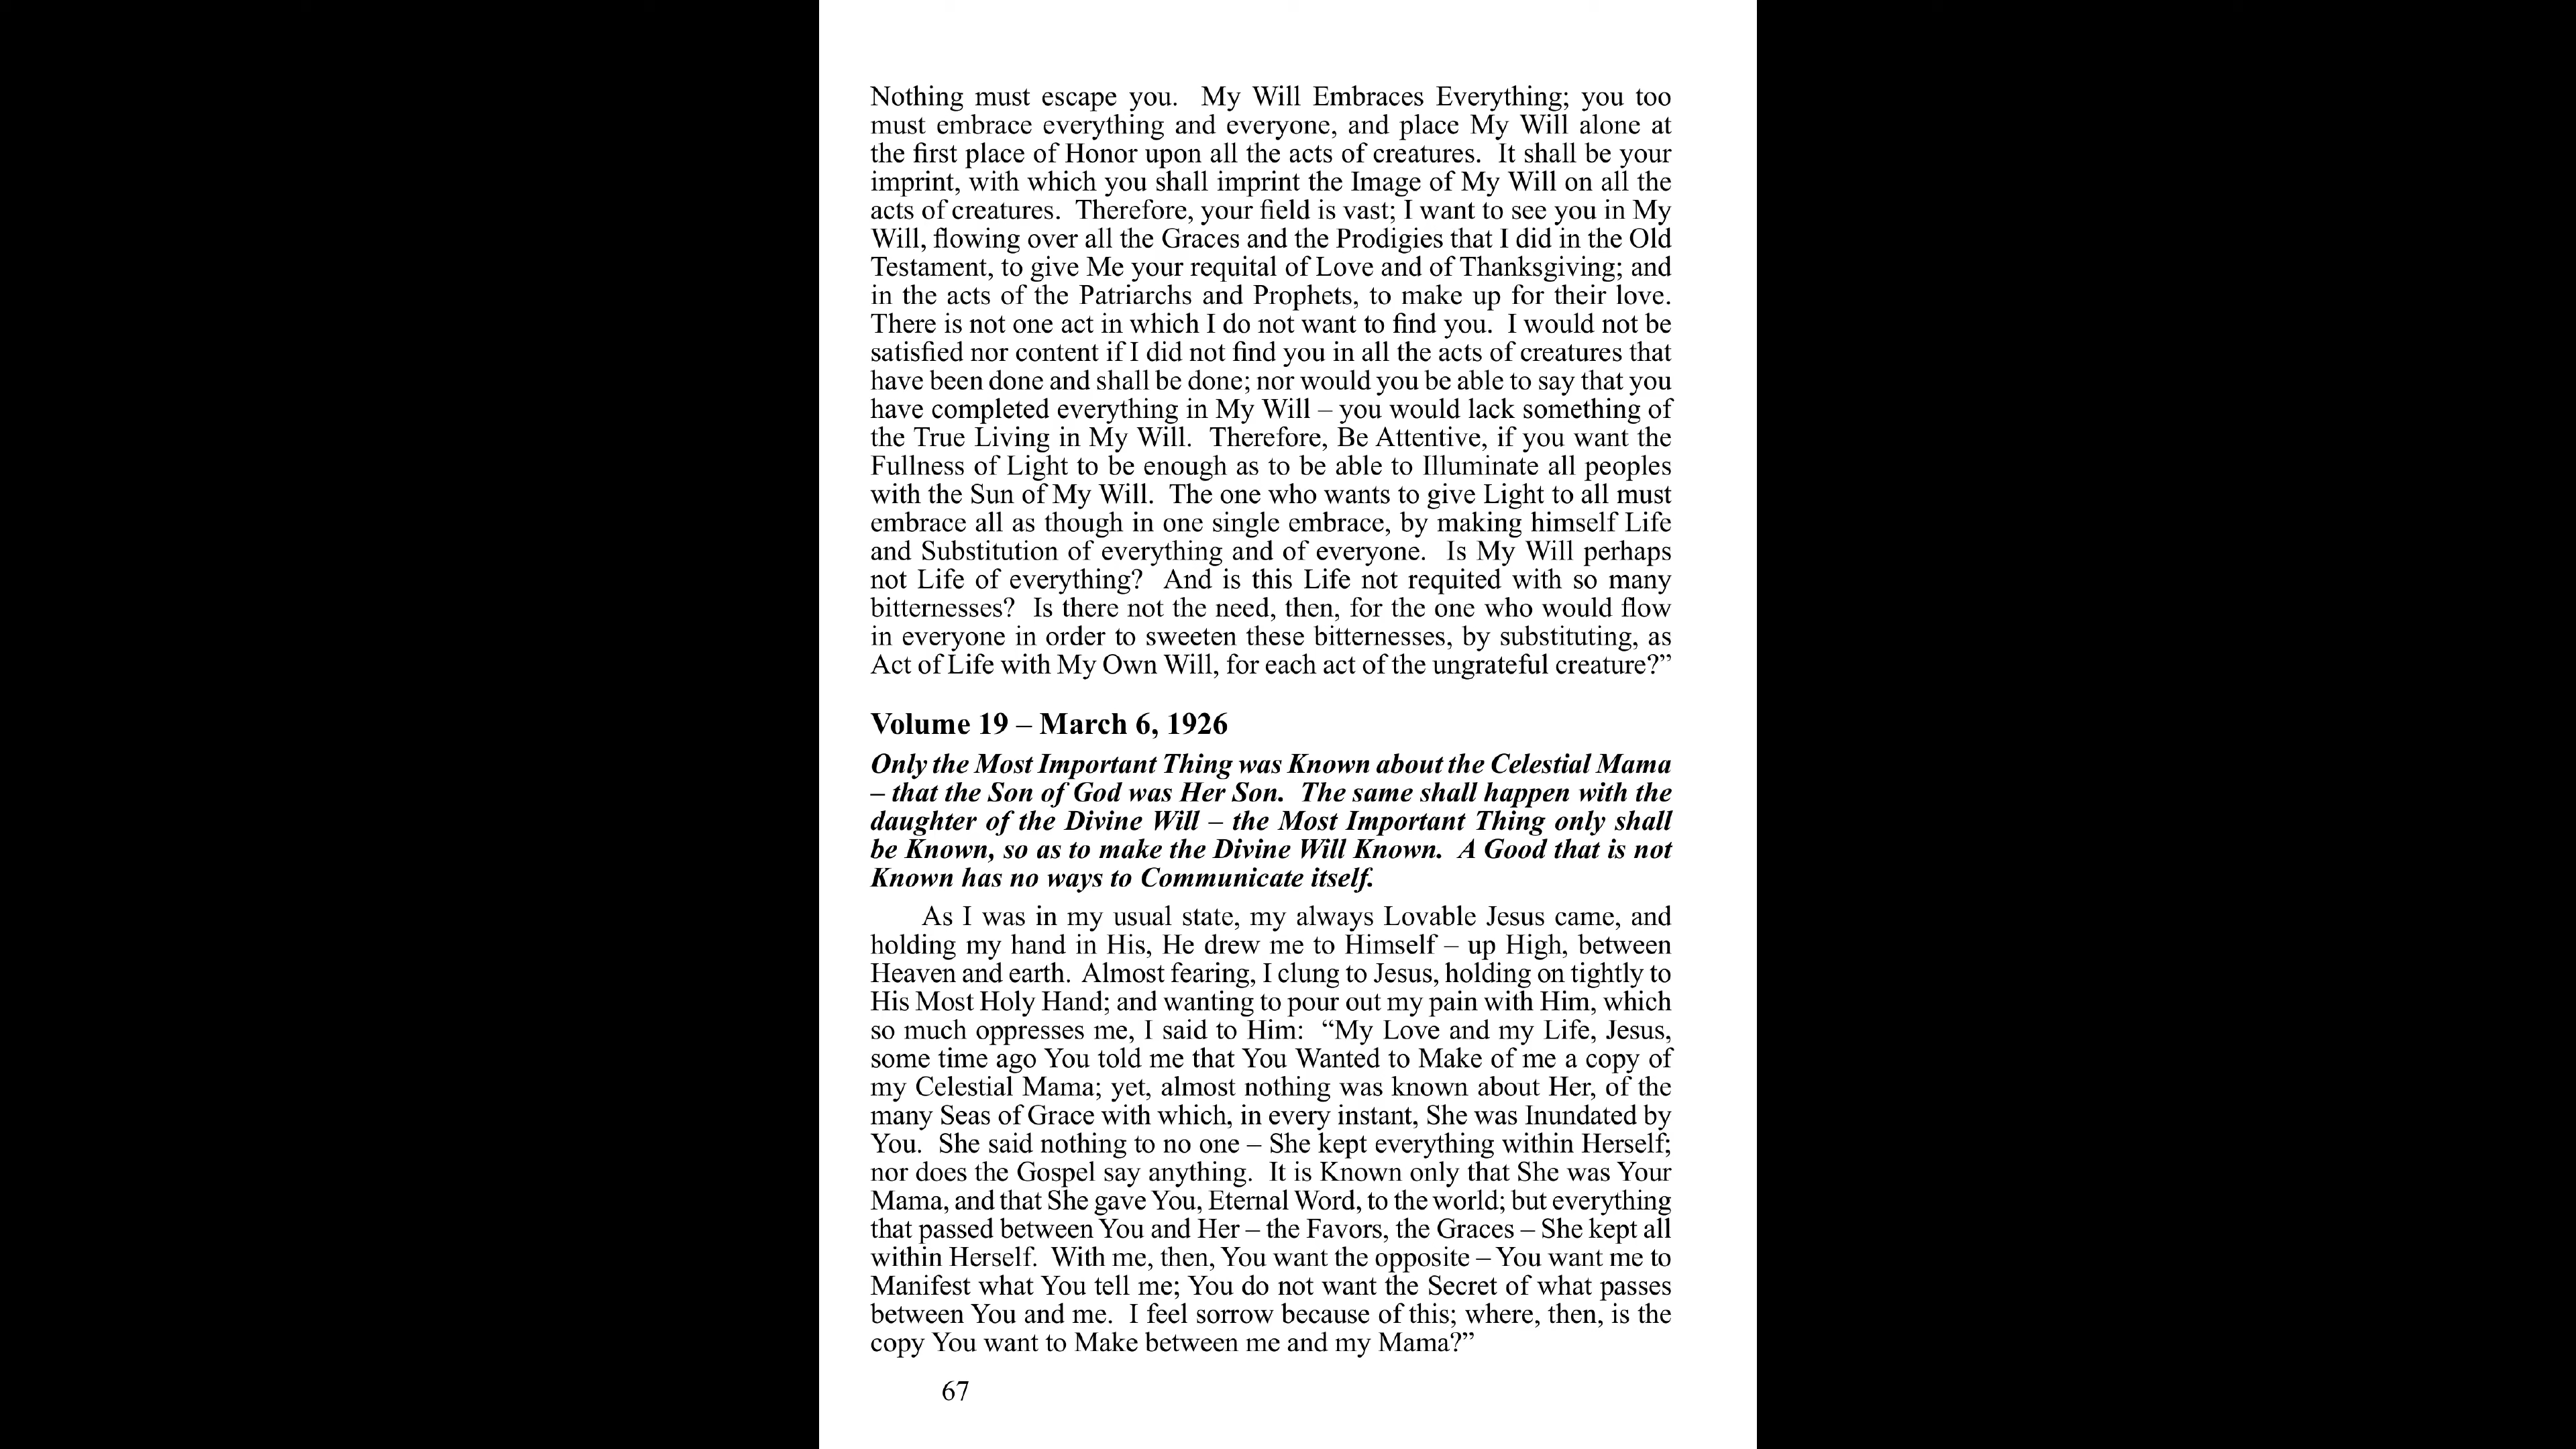 Nothing must escape you.  My Will Embraces Everything; you too
must embrace everything and everyone, and place My Will alone at
the first place of Honor upon all the acts of creatures.  It shall be your
imprint, with which you shall imprint the Image of My Will on all the
acts of creatures.  Therefore, your field is vast; I want to see you in My
Will, flowing over all the Graces and the Prodigies that I did in the Old
Testament, to give Me your requital of Love and of Thanksgiving; and
in the acts of the Patriarchs and Prophets, to make up for their love.
There is not one act in which I do not want to find you.  I would not be
satisfied nor content if I did not find you in all the acts of creatures that
have been done and shall be done; nor would you be able to say that you
have completed everything in My Will – you would lack something of
the True Living in My Will.  Therefore, Be Attentive, if you want the
Fullness of Light to be enough as to be able to Illuminate all peoples
with the Sun of My Will.  The one who wants to give Light to all must
embrace all as though in one single embrace, by making himself Life
and Substitution of everything and of everyone.  Is My Will perhaps
not Life of everything?  And is this Life not requited with so many
bitternesses?  Is there not the need, then, for the one who would flow
in everyone in order to sweeten these bitternesses, by substituting, as
Act of Life with My Own Will, for each act of the ungrateful creature?”
Volume 19 – March 6, 1926
Only the Most Important Thing was Known about the Celestial Mama
– that the Son of God was Her Son.  The same shall happen with the
daughter of the Divine Will – the Most Important Thing only shall
be Known, so as to make the Divine Will Known.  A Good that is not
Known has no ways to Communicate itself.
As I was in my usual state, my always Lovable Jesus came, and
holding my hand in His, He drew me to Himself – up High, between
Heaven and earth.  Almost fearing, I clung to Jesus, holding on tightly to
His Most Holy Hand; and wanting to pour out my pain with Him, which
so much oppresses me, I said to Him:  “My Love and my Life, Jesus,
some time ago You told me that You Wanted to Make of me a copy of
my Celestial Mama; yet, almost nothing was known about Her, of the
many Seas of Grace with which, in every instant, She was Inundated by
You.  She said nothing to no one – She kept everything within Herself;
nor does the Gospel say anything.  It is Known only that She was Your
Mama, and that She gave You, Eternal Word, to the world; but everything
that passed between You and Her – the Favors, the Graces – She kept all
within Herself.  With me, then, You want the opposite – You want me to
Manifest what You tell me; You do not want the Secret of what passes
between You and me.  I feel sorrow because of this; where, then, is the
copy You want to Make between me and my Mama?”
67